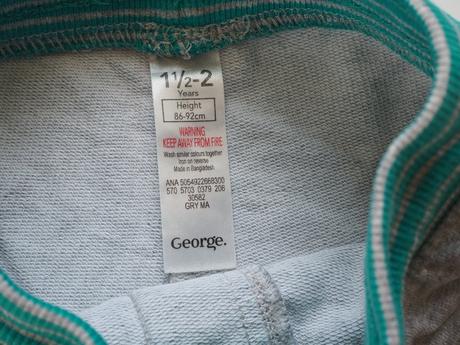 1½-2
Years
Height
86-92cm
WARNING
KEEP AWAY FROM FIRE
Wash similar colours together
Iron on reverse
Made in Bangladesh
ANA 5054922668300
570 5703 0379 206
30582
GRY MA
George.